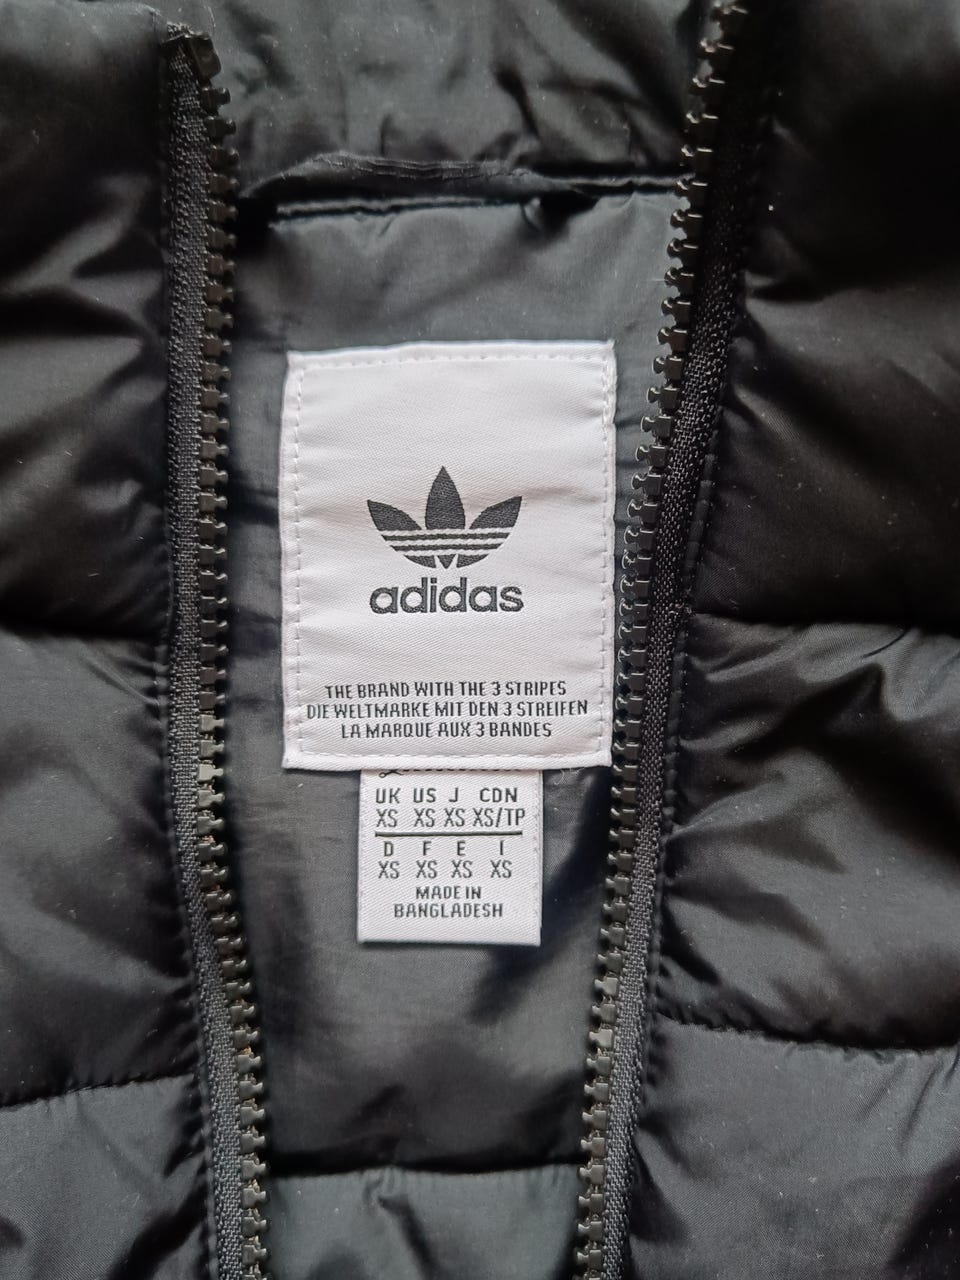 adidas
THE BRAND WITH THE 3 STRIPES
DIE WELTMARKE MIT DEN 3 STREIFEN
LA MARQUE AUX 3 BANDES
UK US J CDN
XS XS XS XS/TP
D F E I
XS XS XS XS
MADE IN
BANGLADESH